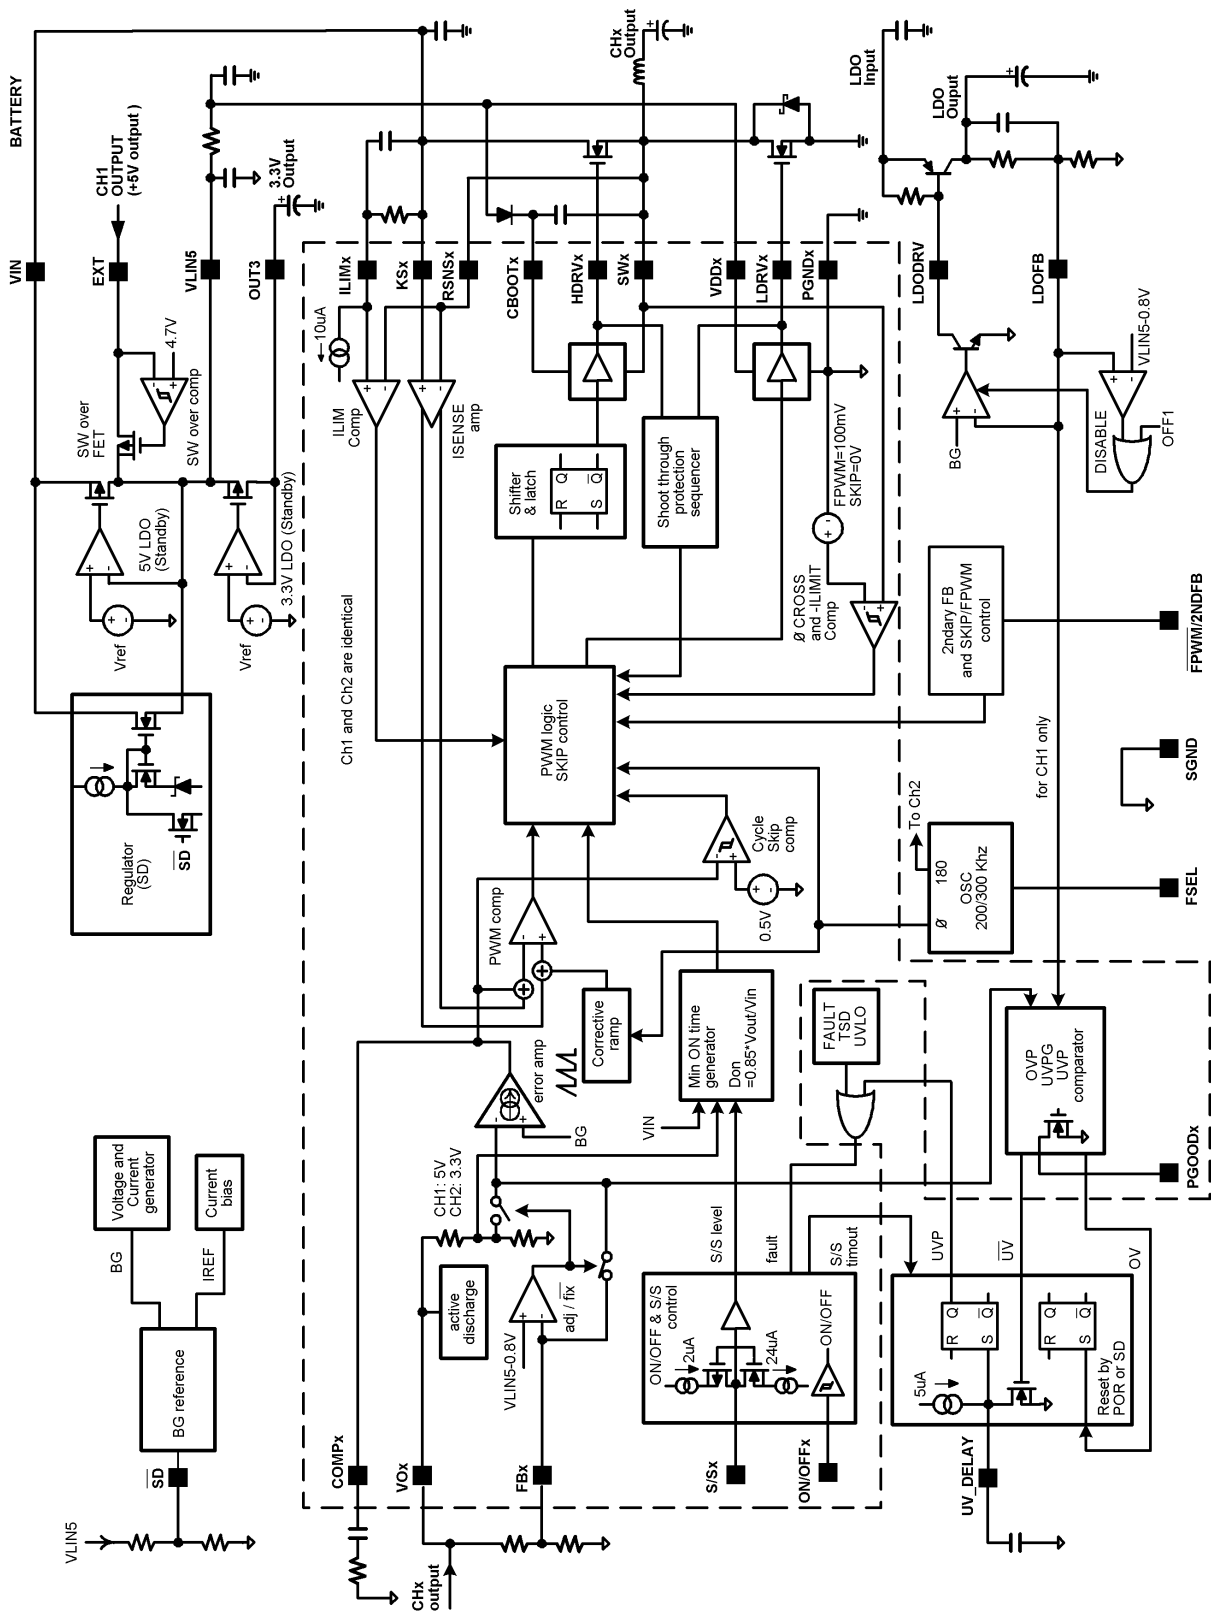 BATTERY
VIN
CH1
OUTPUT
(+5V output )
EXT
VLIN5
3.3V
Output
OUT3
4.7V
SW over
FET
SW over comp
5V LDO
(Standby)
3.3V LDO (Standby)
Vref
Vref
Regulator
(SD)
SD
Voltage and
Current
generator
Current
bias
BG
IREF
BG reference
SD
VLIN5
CHx
Output
ILIMx
KSx
RSNSx
CBOOTx
HDRVx
SWx
VDDx
LDRVx
PGNDx
10uA
ILIM
Comp
ISENSE
amp
Shifter
& latch
R
Q
S
Q
Shoot through
protection
sequencer
FPWM=100mV
SKIP=0V
Ø CROSS
and -ILIMIT
Comp
Ch1 and Ch2 are identical
PWM logic
SKIP control
Cycle
Skip
comp
0.5V
PWM comp
Corrective
ramp
error amp
BG
Min ON time
generator
Don
=0.85*Vout/Vin
VIN
FAULT
TSD
UVLO
CH1: 5V
CH2: 3.3V
active
discharge
adj / fix
VLIN5-0.8V
S/S level
fault
S/S
timout
ON/OFF & S/S
control
2uA
24uA
ON/OFF
COMPx
VOx
FBx
S/Sx
ON/OFFx
CHx
output
LDO
Input
LDO
Ouput
LDODRV
LDOFB
VLIN5-0.8V
BG
DISABLE
OFF1
2ndary FB
and SKIP/FPWM
control
FPWM/2NDFB
for CH1 only
SGND
To Ch2
Ø
180
OSC
200/300 Khz
FSEL
OVP
UVPG
UVP
comparator
PGOODx
UVP
UV
OV
R
Q
S
Q
R
Q
S
Q
5uA
Reset by
POR or SD
UV_DELAY